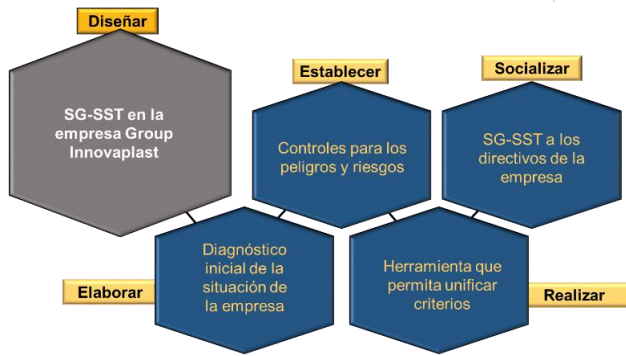 Diseñar
SG-SST en la
empresa Group
Innovaplast
Elaborar
Diagnóstico
inicial de la
situación de
la empresa
Establecer
Controles para los
peligros y riesgos
Realizar
Herramienta que
permita unificar
criterios
Socializar
SG-SST a los
directivos de la
empresa